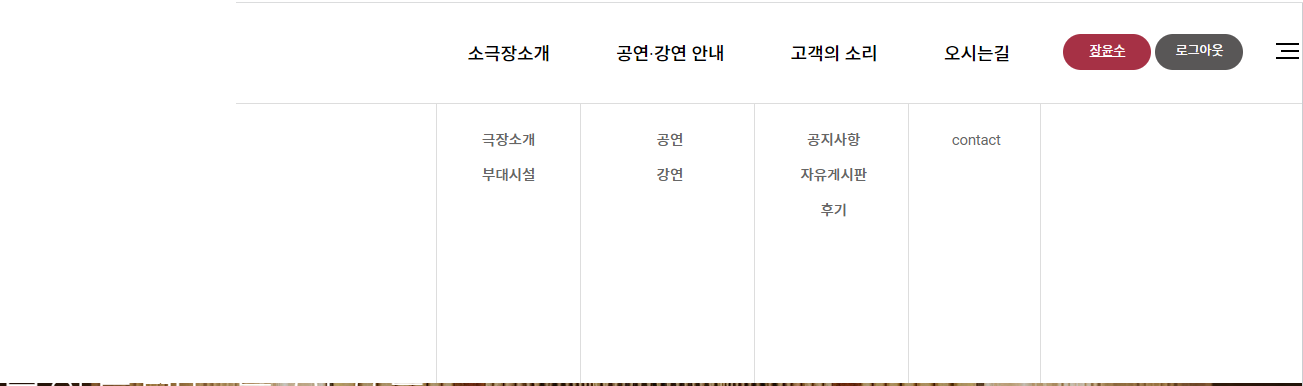 소극장소개 공연·강연 안내 고객의 소리 오시는길 장윤수 로그아웃
극장소개 공연 공지사항 contact
부대시설 강연 자유게시판
후기